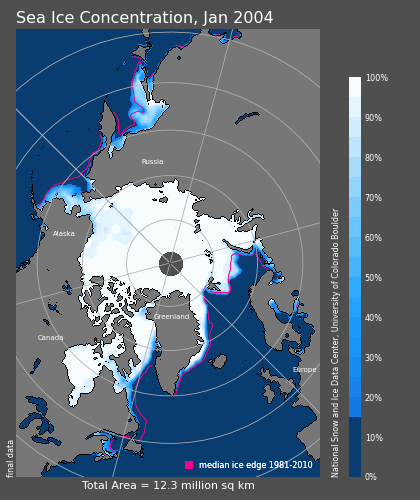 Sea Ice Concentration, Jan 2004
Russia
Alaska
Greenland
Canada
Europe
median ice edge 1981-2010
Total Area = 12.3 million sq km
final data
National Snow and Ice Data Center, University of Colorado Boulder
100%
90%
80%
70%
60%
50%
40%
30%
20%
10%
0%